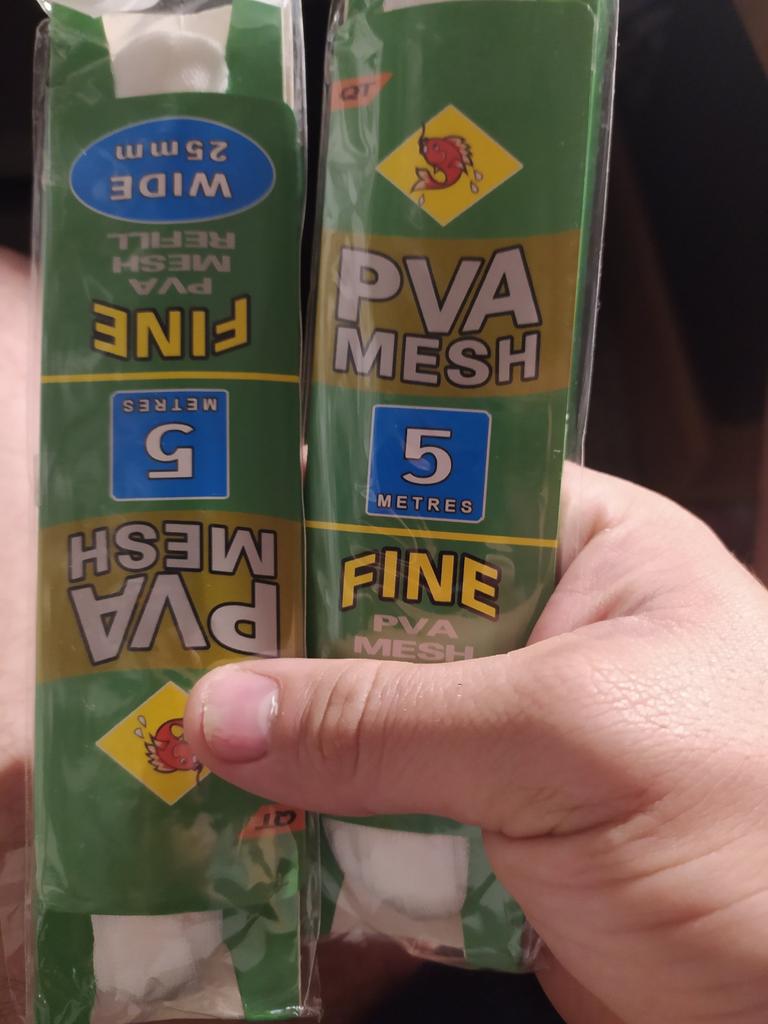 WIDE
25mm
FINE
PVA
MESH
REFILL
5
METRES
PVA
MESH
QT
QT
PVA
MESH
5
METRES
FINE
PVA
MESH